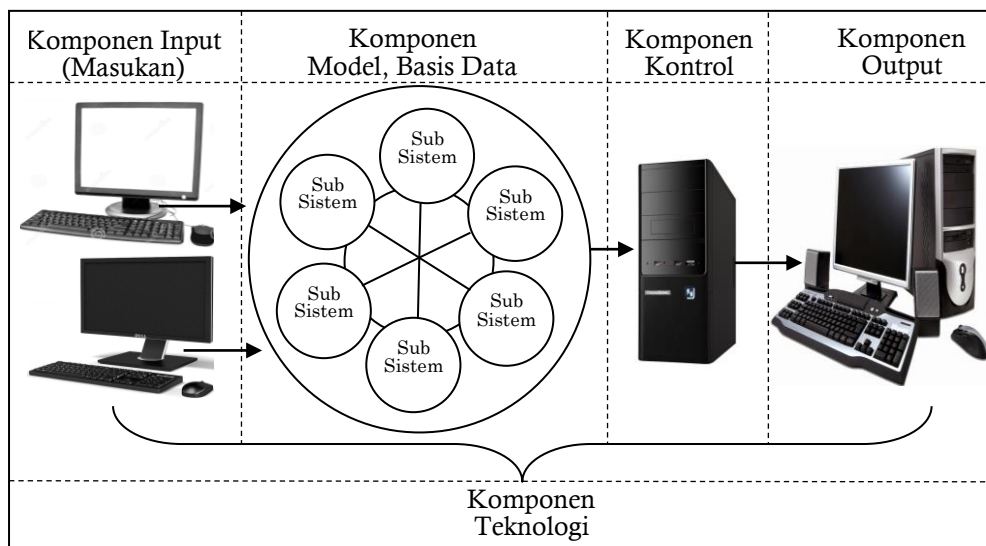 Komponen Input
(Masukan)
Komponen
Model, Basis Data
Komponen
Kontrol
Komponen
Output
Sub
Sistem
Sub
Sistem
Sub
Sistem
Sub
Sistem
Sub
Sistem
Sub
Sistem
Komponen
Teknologi